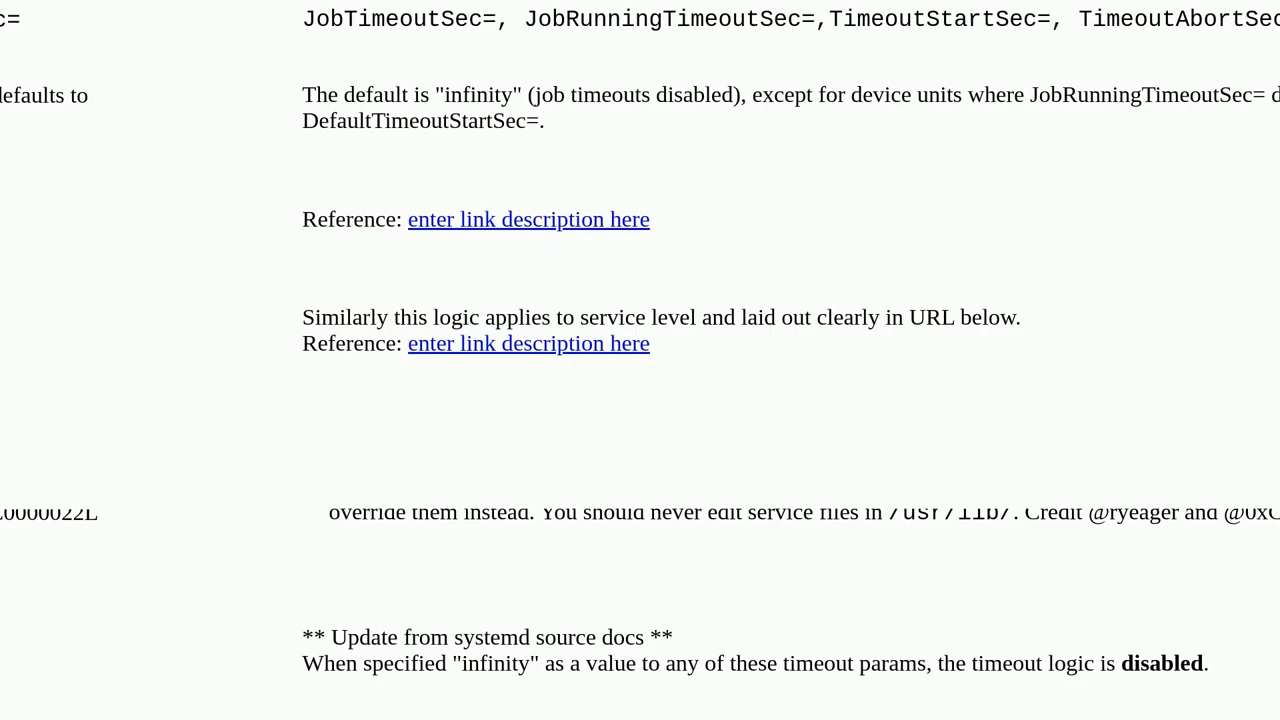 c=
JobTimeoutSec=, JobRunningTimeoutSec=,TimeoutStartSec=, TimeoutAbortSec
defaults to
The default is "infinity" (job timeouts disabled), except for device units where JobRunningTimeoutSec= d
DefaultTimeoutStartSec=.
Reference: enter link description here
Similarly this logic applies to service level and laid out clearly in URL below.
Reference: enter link description here
override them instead. You should never edit service files in /usr/lib/. Credit @ryeager and @0xC
** Update from systemd source docs **
When specified "infinity" as a value to any of these timeout params, the timeout logic is disabled.